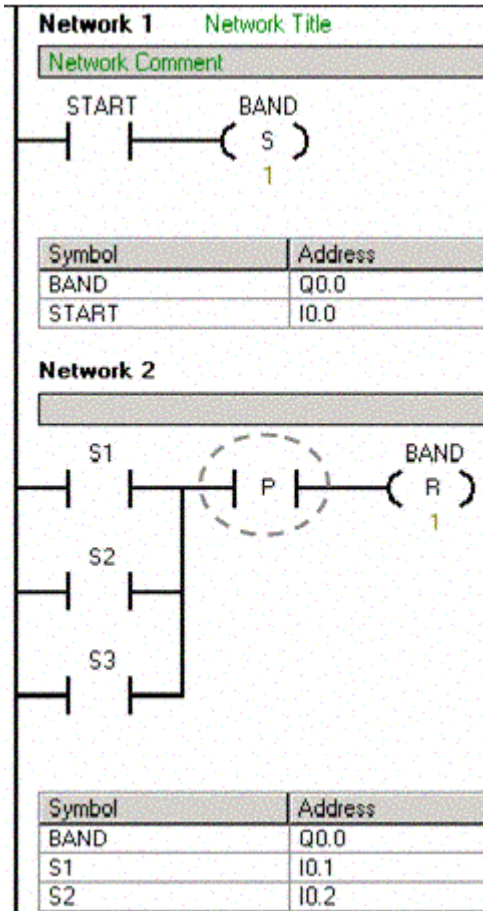 Network 1 Network Title
Network Comment
START BAND
S
1
Symbol Address
BAND Q0.0
START I0.0
Network 2
S1 BAND
P R
1
S2
S3
Symbol Address
BAND Q0.0
S1 I0.1
S2 I0.2